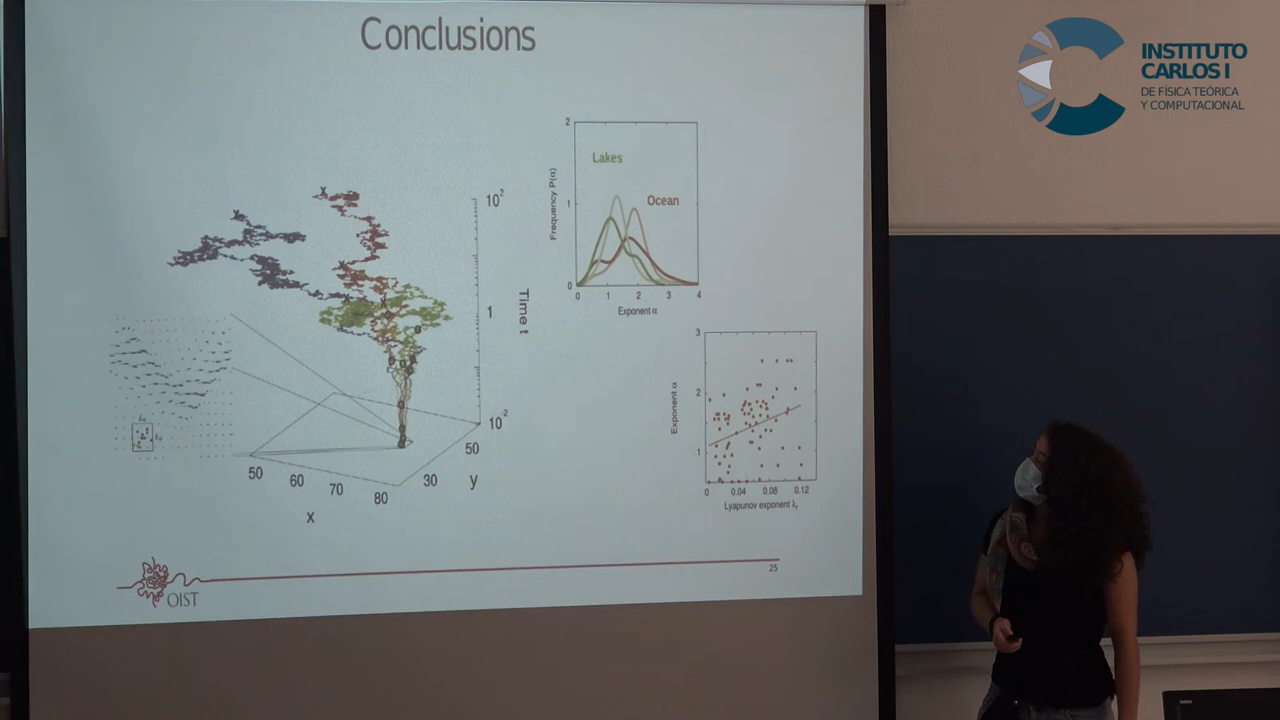 Conclusions
INSTITUTO
CARLOS I
DE FÍSICA TEÓRICA
Y COMPUTACIONAL
10²
1
10⁻²
Time t
50
60
70
80
x
30
50
y
2
1
0
Frequency P(α)
Lakes
Ocean
0 1 2 3 4
Exponent α
3
2
1
Exponent α
0 0.04 0.08 0.12
Lyapunov exponent λ
OIST
25